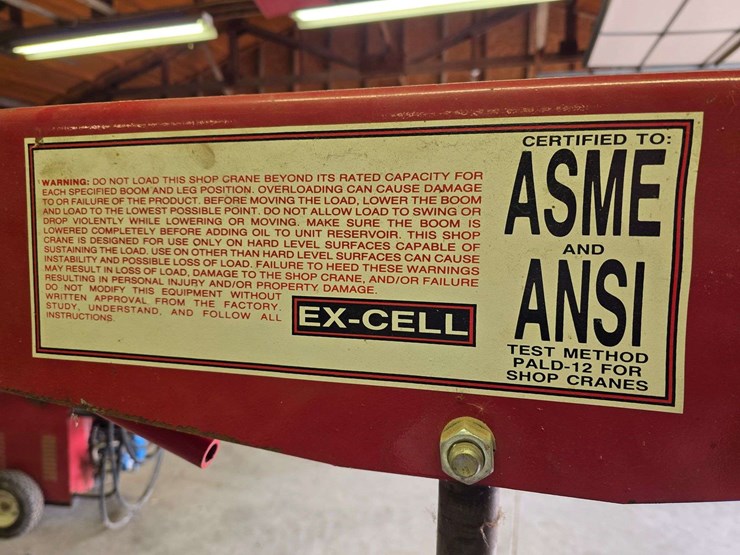 WARNING: DO NOT LOAD THIS SHOP CRANE BEYOND ITS RATED CAPACITY FOR
EACH SPECIFIED BOOM AND LEG POSITION. OVERLOADING CAN CAUSE DAMAGE
TO OR FAILURE OF THE PRODUCT. BEFORE MOVING THE LOAD, LOWER THE BOOM
AND LOAD TO THE LOWEST POSSIBLE POINT. DO NOT ALLOW LOAD TO SWING OR
DROP VIOLENTLY WHILE LOWERING OR MOVING. MAKE SURE THE BOOM IS
LOWERED COMPLETELY BEFORE ADDING OIL TO UNIT RESERVOIR. THIS SHOP
CRANE IS DESIGNED FOR USE ONLY ON HARD LEVEL SURFACES CAPABLE OF
SUSTAINING THE LOAD. USE ON OTHER THAN HARD LEVEL SURFACES CAN CAUSE
INSTABILITY AND POSSIBLE LOSS OF LOAD. FAILURE TO HEED THESE WARNINGS
MAY RESULT IN LOSS OF LOAD, DAMAGE TO THE SHOP CRANE, AND/OR FAILURE
RESULTING IN PERSONAL INJURY AND/OR PROPERTY DAMAGE.
DO NOT MODIFY THIS EQUIPMENT WITHOUT
WRITTEN APPROVAL FROM THE FACTORY.
STUDY, UNDERSTAND, AND FOLLOW ALL
INSTRUCTIONS.
EX-CELL
CERTIFIED TO:
ASME
AND
ANSI
TEST METHOD
PALD-12 FOR
SHOP CRANES